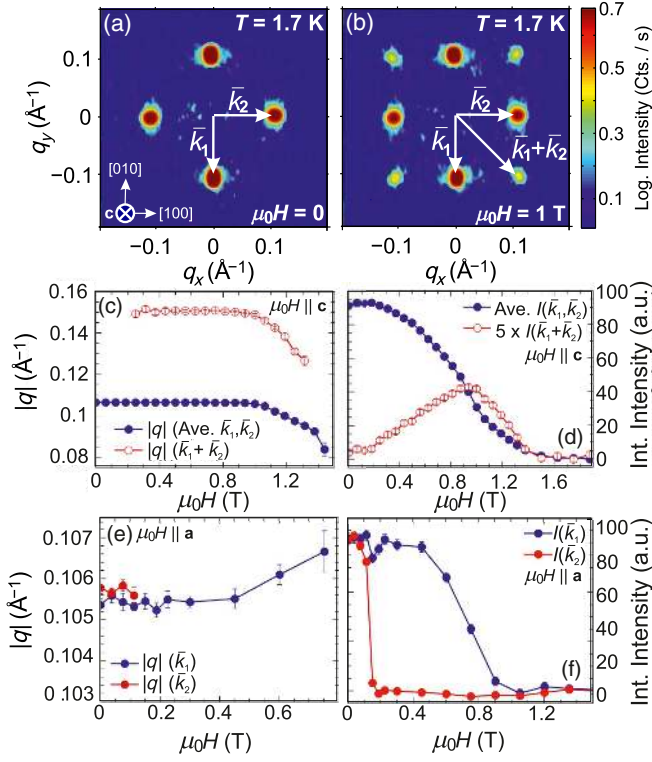 (a) T = 1.7 K
(b) T = 1.7 K
q_y (Å⁻¹)
0.1
0
−0.1
k̄₂
k̄₁
[010]
c [100]
μ₀H = 0
k̄₂
k̄₁
k̄₁+k̄₂
μ₀H = 1 T
−0.1 0 0.1
q_x (Å⁻¹)
−0.1 0 0.1
q_x (Å⁻¹)
0.7
0.5
0.3
0.1
Log. Intensity (Cts. / s)
(c) μ₀H || c
|q| (Å⁻¹)
0.16
0.14
0.12
0.1
0.08
|q| (Ave. k̄₁,k̄₂)
|q| (k̄₁+ k̄₂)
0 0.4 0.8 1.2 1.6
μ₀H (T)
Ave. I(k̄₁,k̄₂)
5 x I(k̄₁+k̄₂)
μ₀H || c
(d)
100
80
60
40
20
0
Int. Intensity (a.u.)
0 0.4 0.8 1.2 1.6
μ₀H (T)
(e) μ₀H || a
|q| (Å⁻¹)
0.107
0.106
0.105
0.104
0.103
|q| (k̄₁)
|q| (k̄₂)
0 0.2 0.4 0.6
μ₀H (T)
I(k̄₁)
I(k̄₂)
μ₀H || a
(f)
100
80
60
40
20
0
Int. Intensity (a.u.)
0 0.4 0.8 1.2
μ₀H (T)